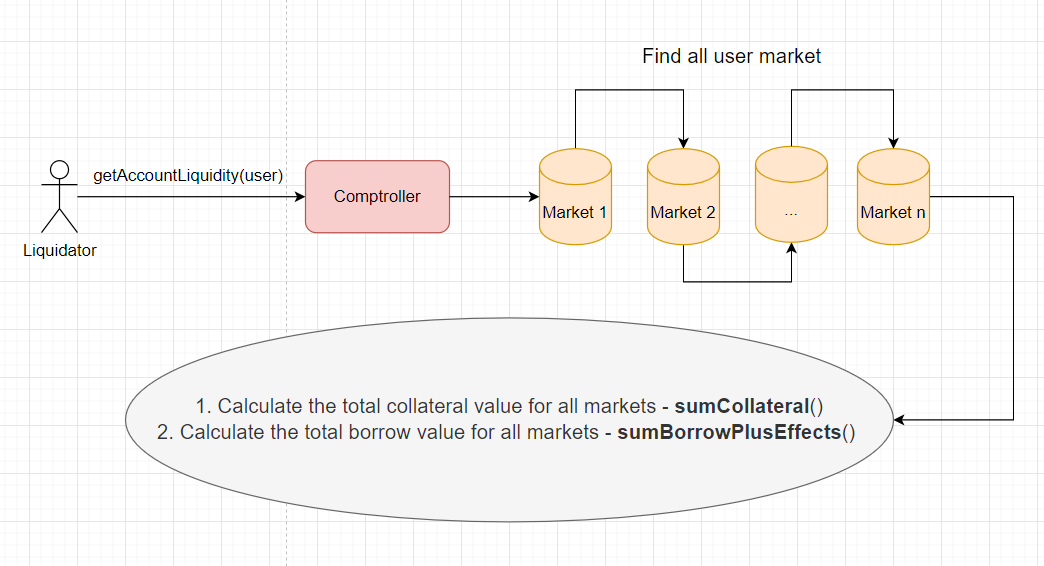 Find all user market
getAccountLiquidity(user)
Comptroller
Market 1
Market 2
...
Market n
Liquidator
1. Calculate the total collateral value for all markets - sumCollateral()
2. Calculate the total borrow value for all markets - sumBorrowPlusEffects()